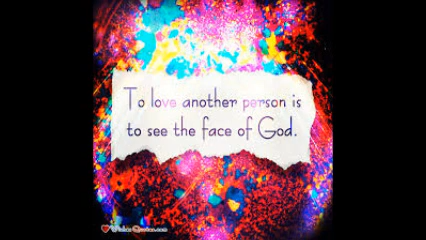 To love another person is
to see the face of God.